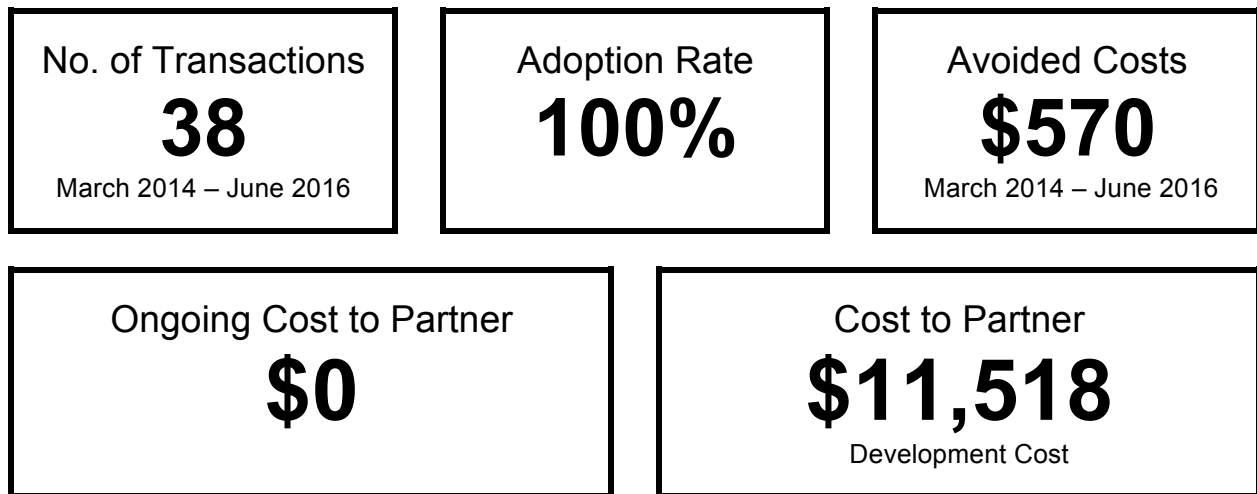 No. of Transactions
38
March 2014 – June 2016
Adoption Rate
100%
Avoided Costs
$570
March 2014 – June 2016
Ongoing Cost to Partner
$0
Cost to Partner
$11,518
Development Cost